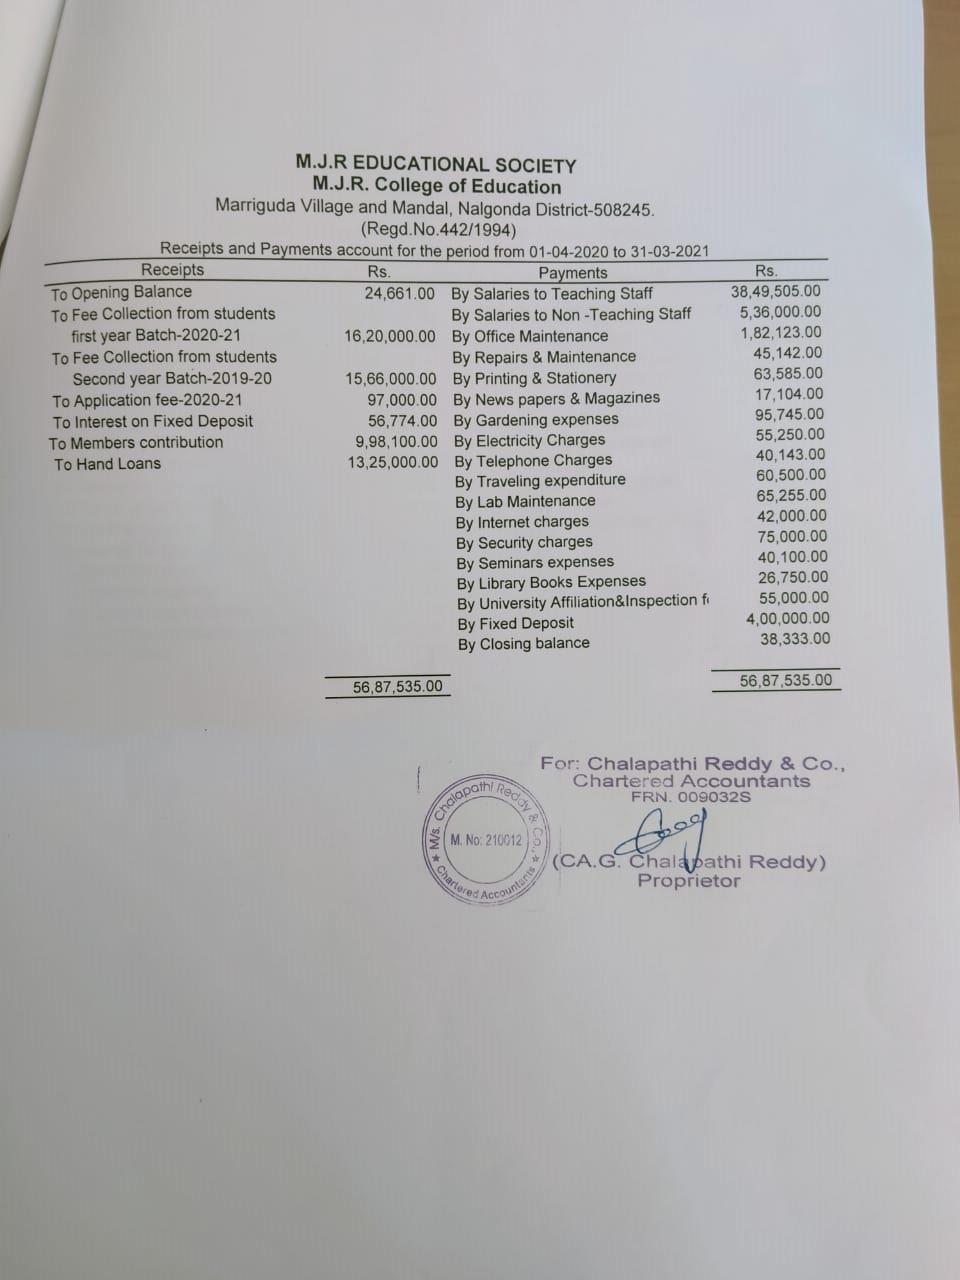 M.J.R EDUCATIONAL SOCIETY
M.J.R. College of Education
Marriguda Village and Mandal, Nalgonda District-508245.
(Regd.No.442/1994)
Receipts and Payments account for the period from 01-04-2020 to 31-03-2021
Receipts Rs. Payments Rs.
To Opening Balance 24,661.00 By Salaries to Teaching Staff 38,49,505.00
To Fee Collection from students By Salaries to Non -Teaching Staff 5,36,000.00
first year Batch-2020-21 16,20,000.00 By Office Maintenance 1,82,123.00
To Fee Collection from students By Repairs & Maintenance 45,142.00
Second year Batch-2019-20 15,66,000.00 By Printing & Stationery 63,585.00
To Application fee-2020-21 97,000.00 By News papers & Magazines 17,104.00
To Interest on Fixed Deposit 56,774.00 By Gardening expenses 95,745.00
To Members contribution 9,98,100.00 By Electricity Charges 55,250.00
To Hand Loans 13,25,000.00 By Telephone Charges 40,143.00
By Traveling expenditure 60,500.00
By Lab Maintenance 65,255.00
By Internet charges 42,000.00
By Security charges 75,000.00
By Seminars expenses 40,100.00
By Library Books Expenses 26,750.00
By University Affiliation&Inspection f 55,000.00
By Fixed Deposit 4,00,000.00
By Closing balance 38,333.00
56,87,535.00 56,87,535.00
For: Chalapathi Reddy & Co.,
Chartered Accountants
FRN. 009032S
(CA.G. Chalapathi Reddy)
Proprietor
M/s. Chalapathi Reddy & Co.,
M. No: 210012
★ Chartered Accountants ★